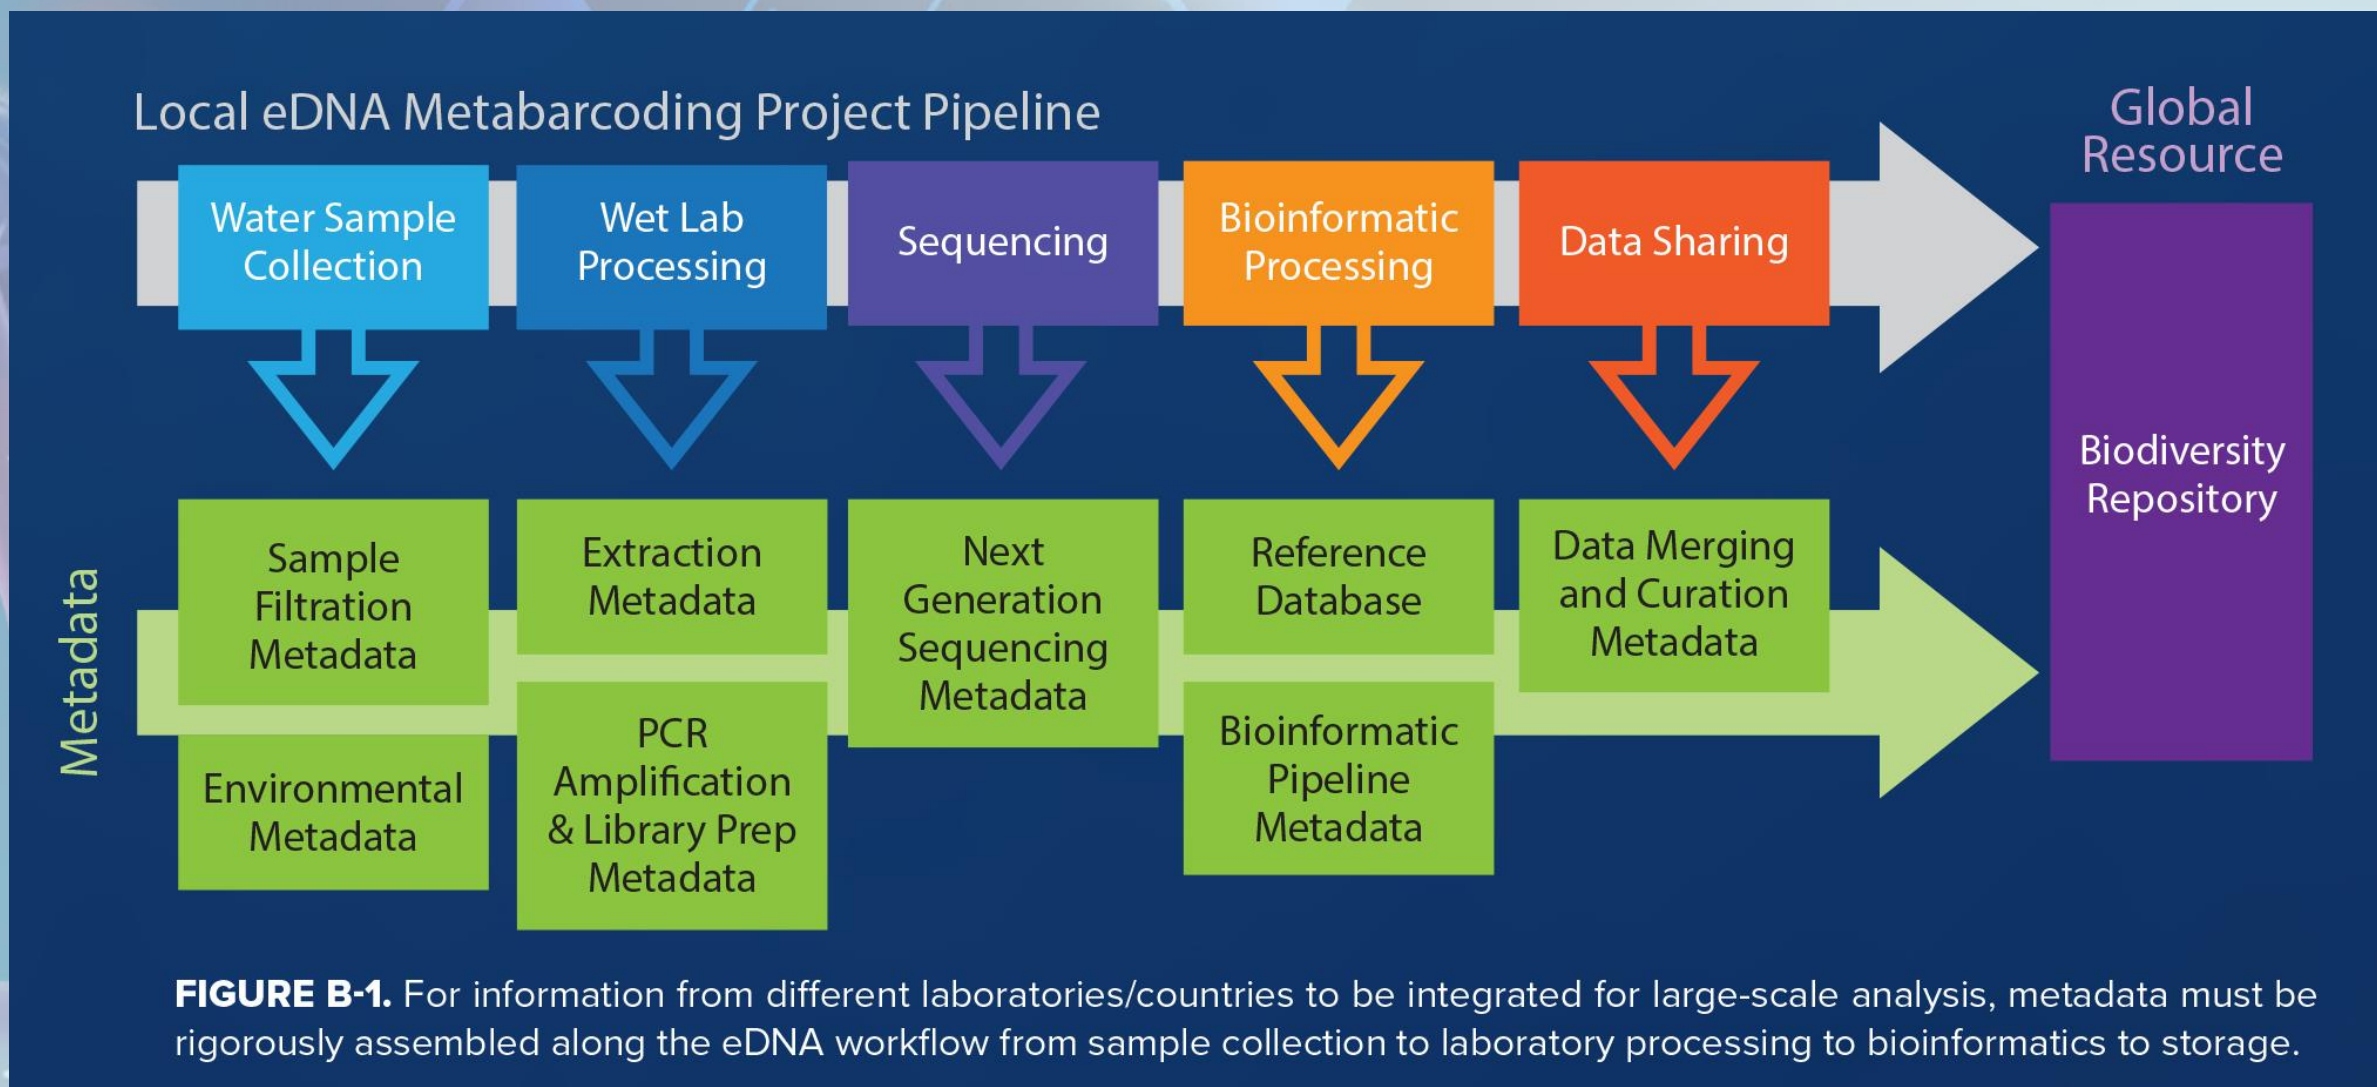 Local eDNA Metabarcoding Project Pipeline
Global
Resource
Water Sample
Collection
Wet Lab
Processing
Sequencing
Bioinformatic
Processing
Data Sharing
Metadata
Sample
Filtration
Metadata
Environmental
Metadata
Extraction
Metadata
PCR
Amplification
& Library Prep
Metadata
Next
Generation
Sequencing
Metadata
Reference
Database
Bioinformatic
Pipeline
Metadata
Data Merging
and Curation
Metadata
Biodiversity
Repository
FIGURE B-1. For information from different laboratories/countries to be integrated for large-scale analysis, metadata must be
rigorously assembled along the eDNA workflow from sample collection to laboratory processing to bioinformatics to storage.